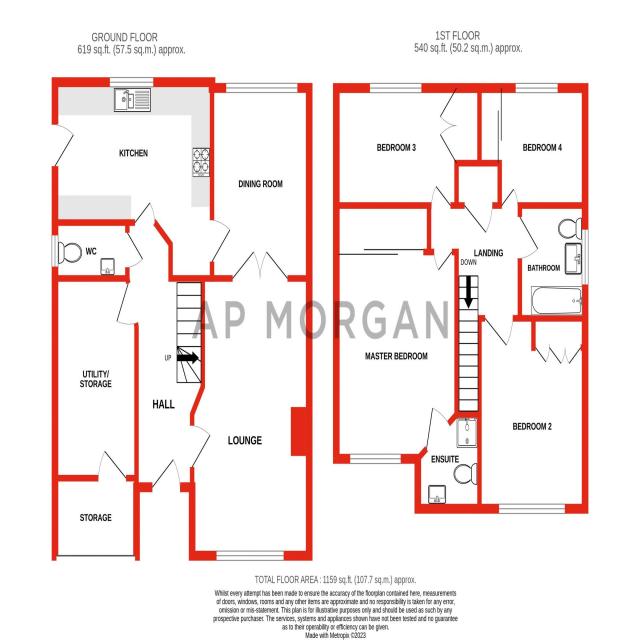 GROUND FLOOR
619 sq.ft. (57.5 sq.m.) approx.
1ST FLOOR
540 sq.ft. (50.2 sq.m.) approx.
KITCHEN
DINING ROOM
BEDROOM 3
BEDROOM 4
WC
LANDING
BATHROOM
DOWN
AP MORGAN
UP
MASTER BEDROOM
UTILITY/
STORAGE
HALL
LOUNGE
BEDROOM 2
ENSUITE
STORAGE
TOTAL FLOOR AREA : 1159 sq.ft. (107.7 sq.m.) approx.
Whilst every attempt has been made to ensure the accuracy of the floorplan contained here, measurements
of doors, windows, rooms and any other items are approximate and no responsibility is taken for any error,
omission or mis-statement. This plan is for illustrative purposes only and should be used as such by any
prospective purchaser. The services, systems and appliances shown have not been tested and no guarantee
as to their operability or efficiency can be given.
Made with Metropix ©2023